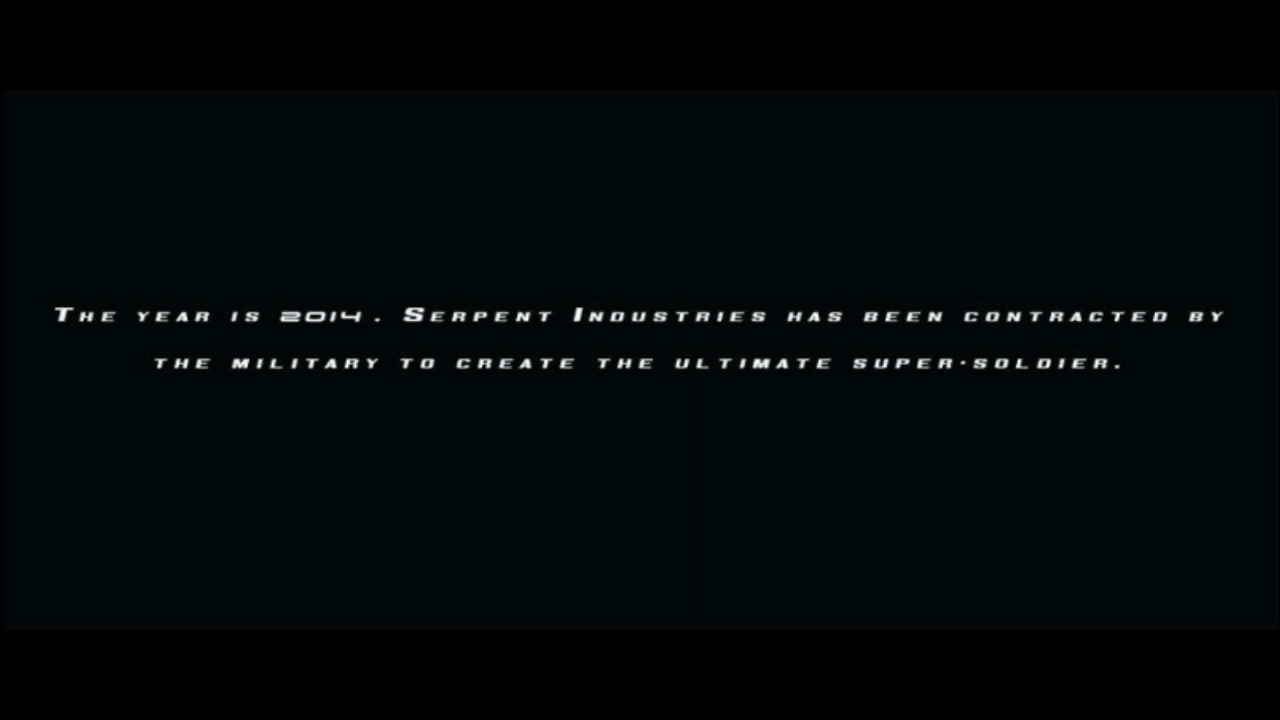 The year is 2014. Serpent Industries has been contracted by
the military to create the ultimate super-soldier.